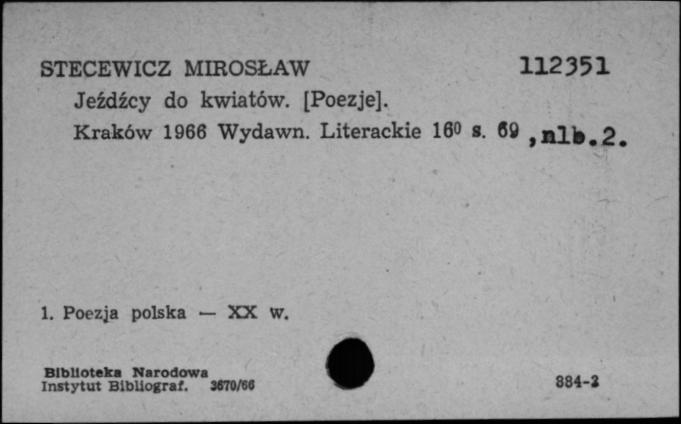 STECEWICZ MIROSŁAW 112351
Jeźdźcy do kwiatów. [Poezje].
Kraków 1966 Wydawn. Literackie 16⁰ s. 69 ,nlb.2.
1. Poezja polska — XX w.
Biblioteka Narodowa
Instytut Bibliograf. 3670/66 884-2